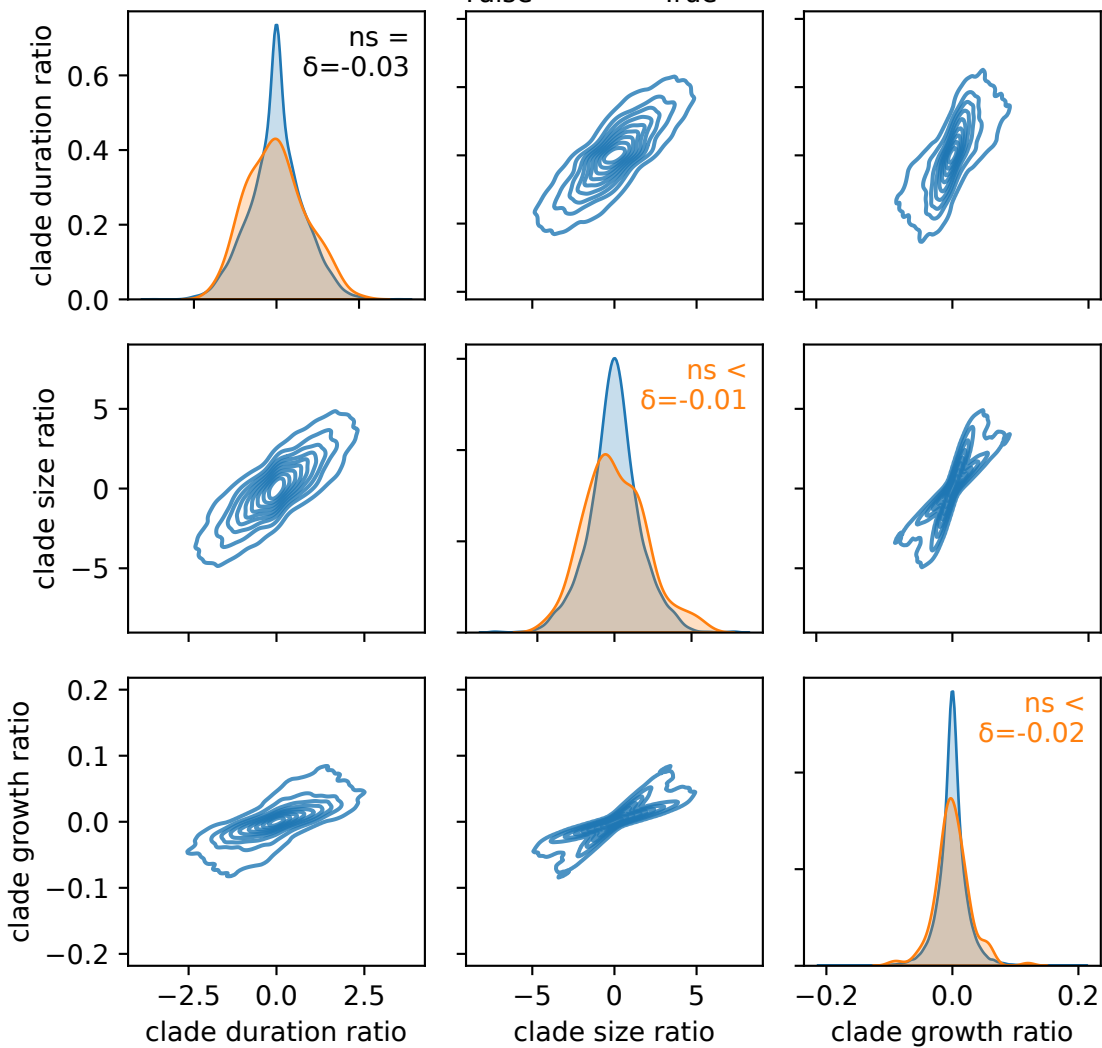 clade duration ratio
0.6
0.4
0.2
0.0
ns =
δ=-0.03
clade size ratio
5
0
−5
ns <
δ=-0.01
clade growth ratio
0.2
0.1
0.0
−0.1
−0.2
ns <
δ=-0.02
−2.5 0.0 2.5
−5 0 5
−0.2 0.0 0.2
clade duration ratio
clade size ratio
clade growth ratio